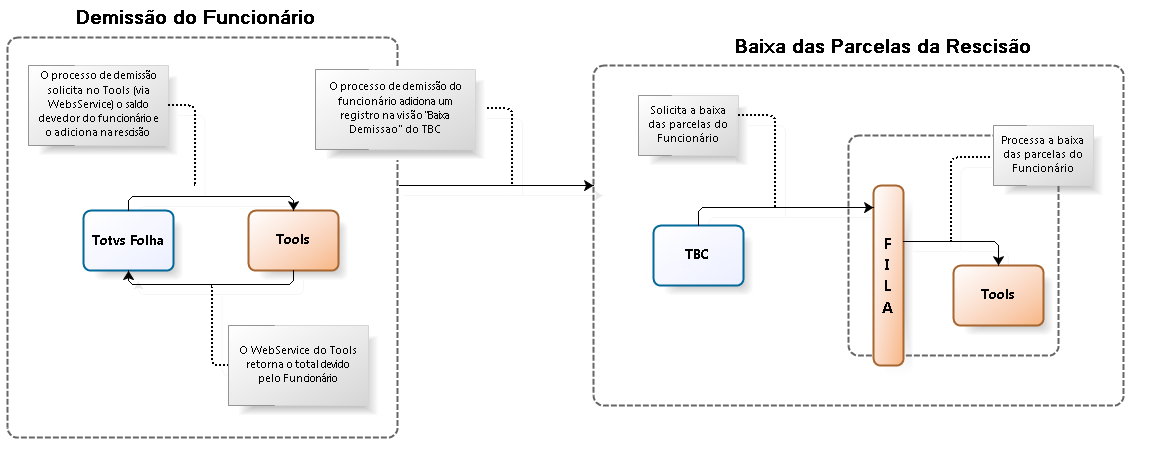 Demissão do Funcionário
O processo de demissão
solicita no Tools (via
WebsService) o saldo
devedor do funcionário e
o adiciona na rescisão
O processo de demissão do
funcionário adiciona um
registro na visão "Baixa
Demissao" do TBC
Totvs Folha
Tools
O WebService do Tools
retorna o total devido
pelo Funcionário
Baixa das Parcelas da Rescisão
Solicita a baixa
das parcelas do
Funcionário
Processa a baixa
das parcelas do
Funcionário
TBC
F
I
L
A
Tools